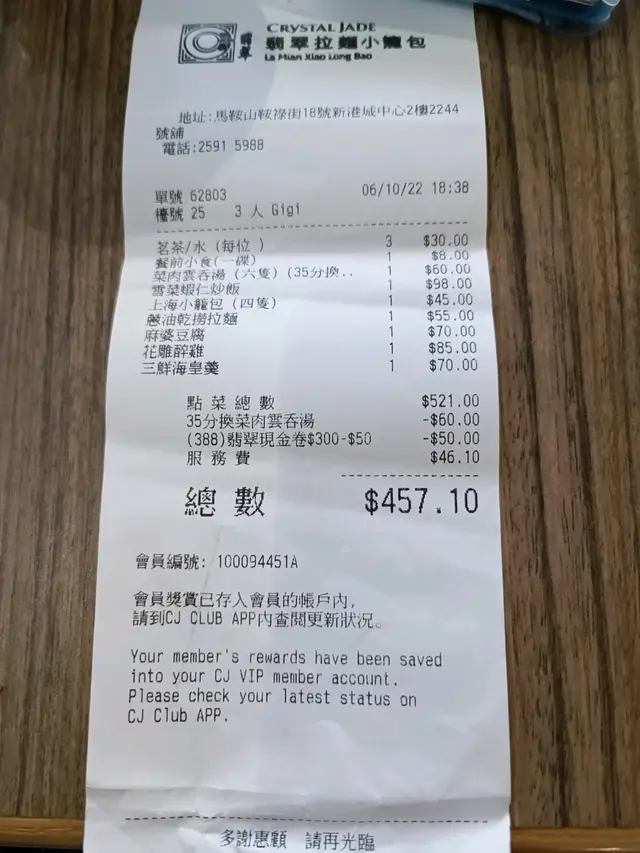 CRYSTAL JADE
翡翠 翡翠拉麵小籠包
La Mian Xiao Long Bao
地址:馬鞍山鞍祿街18號新港城中心2樓2244
號舖
電話:2591 5988
單號 62803 06/10/22 18:38
檯號 25 3 人 Gigi
茗茶/水 (每位 ) 3 $30.00
餐前小食(一碟) 1 $8.00
菜肉雲吞湯 (六隻) (35分換.. 1 $60.00
雪菜蝦仁炒飯 1 $98.00
上海小籠包 (四隻) 1 $45.00
蔥油乾撈拉麵 1 $55.00
麻婆豆腐 1 $70.00
花雕醉雞 1 $85.00
三鮮海皇羹 1 $70.00
點菜總數 $521.00
35分換菜肉雲吞湯 -$60.00
(388)翡翠現金卷$300-$50 -$50.00
服務費 $46.10
總數 $457.10
會員編號: 100094451A
會員獎賞已存入會員的帳戶內,
請到CJ CLUB APP內查閱更新狀況。
Your member's rewards have been saved
into your CJ VIP member account.
Please check your latest status on
CJ Club APP.
多謝惠顧 請再光臨